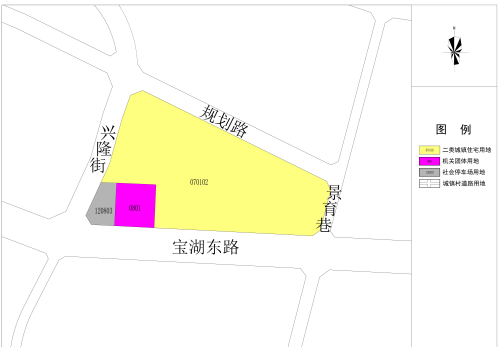 规划路
兴隆街
070102
景育巷
120803
0801
宝湖东路
图 例
二类城镇住宅用地
机关团体用地
社会停车场用地
城镇村道路用地